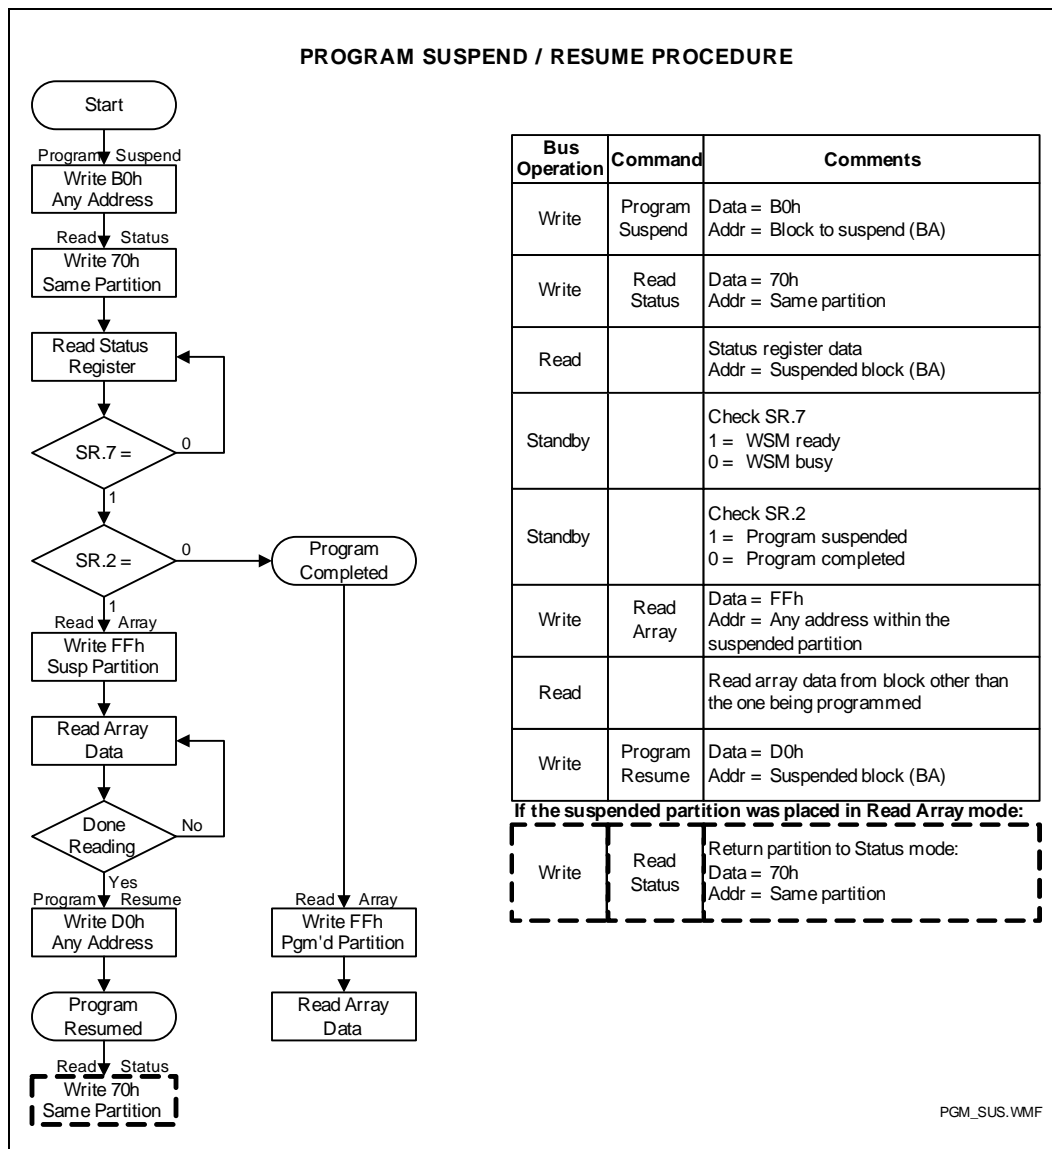 PROGRAM SUSPEND / RESUME PROCEDURE
Start
Program Suspend
Write B0h
Any Address
Read Status
Write 70h
Same Partition
Read Status
Register
SR.7 =
0
1
SR.2 =
0
Program
Completed
1
Read Array
Write FFh
Susp Partition
Read Array
Data
Done
Reading
No
Yes
Program Resume
Write D0h
Any Address
Program
Resumed
Read Status
Write 70h
Same Partition
Read Array
Write FFh
Pgm'd Partition
Read Array
Data
Bus
Operation
Command
Comments
Write
Program
Suspend
Data = B0h
Addr = Block to suspend (BA)
Write
Read
Status
Data = 70h
Addr = Same partition
Read
Status register data
Addr = Suspended block (BA)
Standby
Check SR.7
1 = WSM ready
0 = WSM busy
Standby
Check SR.2
1 = Program suspended
0 = Program completed
Write
Read
Array
Data = FFh
Addr = Any address within the
suspended partition
Read
Read array data from block other than
the one being programmed
Write
Program
Resume
Data = D0h
Addr = Suspended block (BA)
If the suspended partition was placed in Read Array mode:
Write
Read
Status
Return partition to Status mode:
Data = 70h
Addr = Same partition
PGM_SUS.WMF